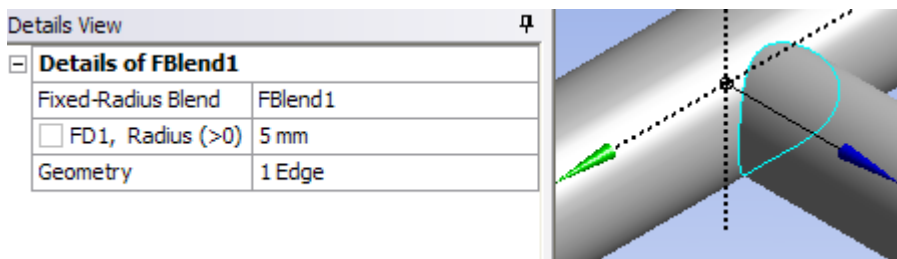 Details View
Details of FBlend1
Fixed-Radius Blend FBlend1
FD1, Radius (>0) 5 mm
Geometry 1 Edge